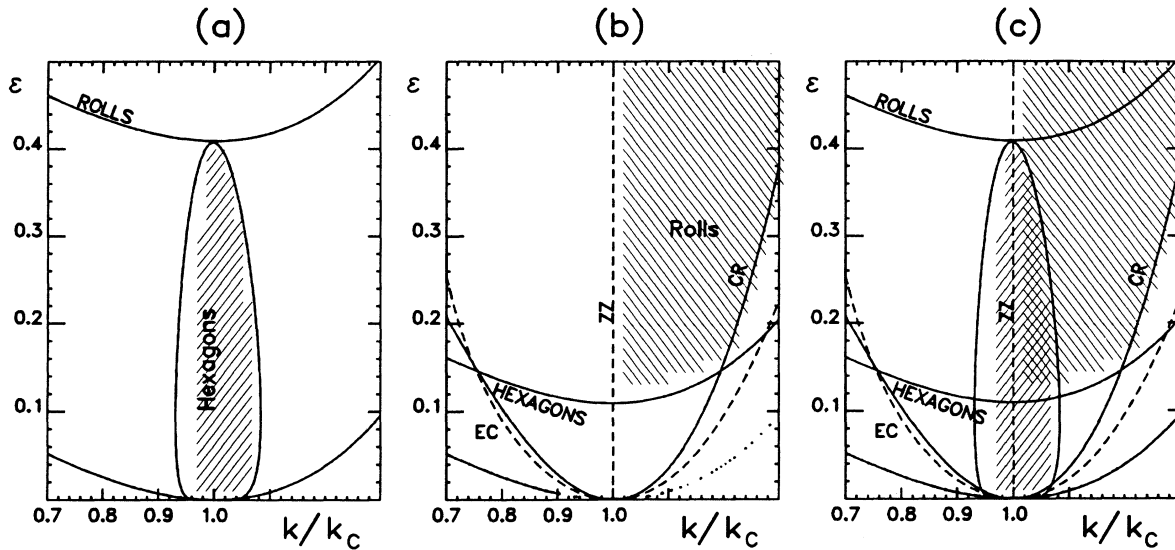 (a) (b) (c)
ε ε ε
ROLLS ROLLS
0.4 0.4 0.4
0.3 0.3 0.3
Rolls
CR CR
ZZ ZZ
0.2 0.2 0.2
Hexagons
HEXAGONS HEXAGONS
0.1 0.1 0.1
EC EC
0.7 0.8 0.9 1.0 k/kc 0.7 0.8 0.9 1.0 k/kc 0.7 0.8 0.9 1.0 k/kc